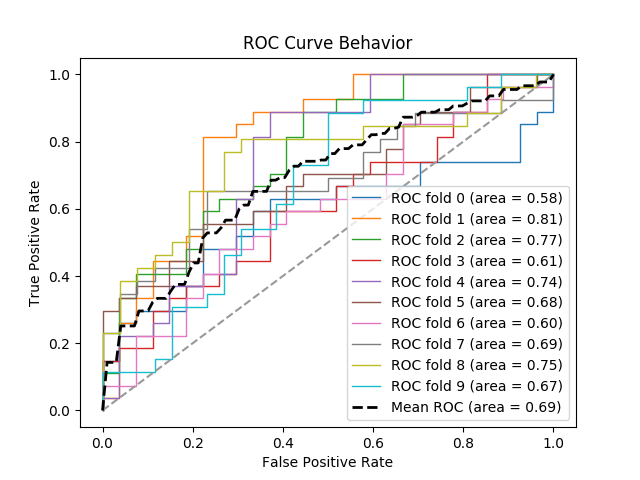 ROC Curve Behavior
1.0
0.8
0.6
0.4
0.2
0.0
True Positive Rate
ROC fold 0 (area = 0.58)
ROC fold 1 (area = 0.81)
ROC fold 2 (area = 0.77)
ROC fold 3 (area = 0.61)
ROC fold 4 (area = 0.74)
ROC fold 5 (area = 0.68)
ROC fold 6 (area = 0.60)
ROC fold 7 (area = 0.69)
ROC fold 8 (area = 0.75)
ROC fold 9 (area = 0.67)
Mean ROC (area = 0.69)
0.0 0.2 0.4 0.6 0.8 1.0
False Positive Rate